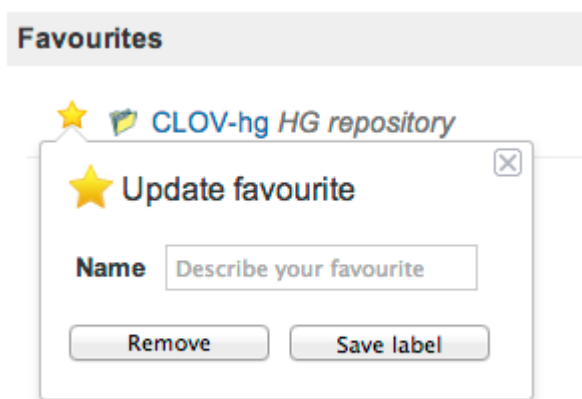 Favourites
CLOV-hg HG repository
Update favourite
Name Describe your favourite
Remove Save label